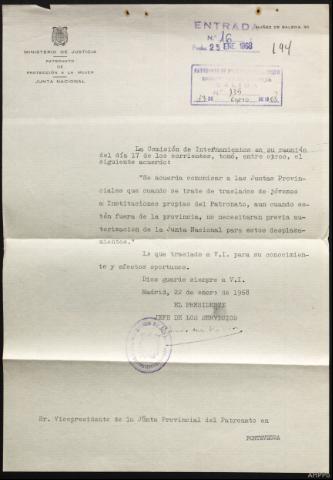 ENTRADA
N.º 16
Fecha 23 ENE 1968
194
MINISTERIO DE JUSTICIA
PATRONATO
DE
PROTECCIÓN A LA MUJER
JUNTA NACIONAL
SALIDA
N.º
La Comisión de Internamientos en su reunión
del día 17 de los corrientes, tomó, entre otros, el
siguiente acuerdo:
"Se acuerda comunicar a las Juntas Provin-
ciales que cuando se trate de traslados de jóvenes
a Instituciones propias del Patronato, aun cuando es-
tén fuera de la provincia, no necesitarán previa au-
torización de la Junta Nacional para estos desplaza-
mientos."
Lo que traslado a V.I. para su conocimien-
to y efectos oportunos.
Dios guarde siempre a V.I.
Madrid, 22 de enero de 1968
EL PRESIDENTE
JEFE DE LOS SERVICIOS
Sr. Vicepresidente de la Junta Provincial del Patronato en
PONTEVEDRA
AHPPO